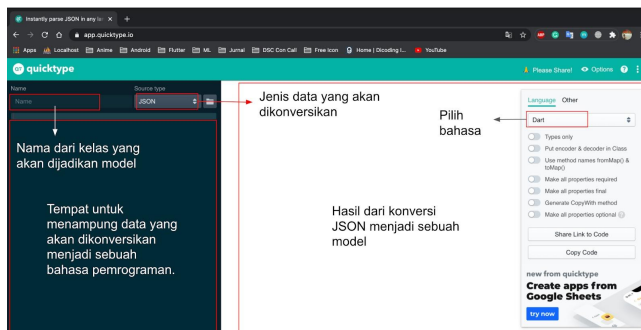 Instantly parse JSON in any lan
app.quicktype.io
Apps Localhost Anime Android Flutter ML Jurnal DSC Con Call Free Icon Home | Dicoding I... YouTube
quicktype
Please Share! Options
Name Source type
Name JSON
Jenis data yang akan
dikonversikan
Nama dari kelas yang
akan dijadikan model
Tempat untuk
menampung data yang
akan dikonversikan
menjadi sebuah
bahasa pemrograman.
Pilih
bahasa
Hasil dari konversi
JSON menjadi sebuah
model
Language Other
Dart
Types only
Put encoder & decoder in Class
Use method names fromMap() &
toMap()
Make all properties required
Make all properties final
Generate CopyWith method
Make all properties optional
Share Link to Code
Copy Code
new from quicktype
Create apps from
Google Sheets
try now